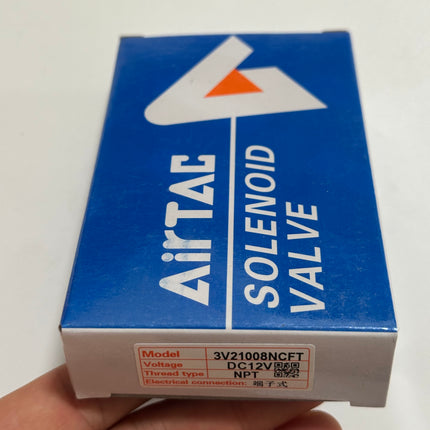 AirTAC
SOLENOID
VALVE
Model 3V21008NCFT
Voltage DC12V
Thread type NPT
Electrical connection: 端子式